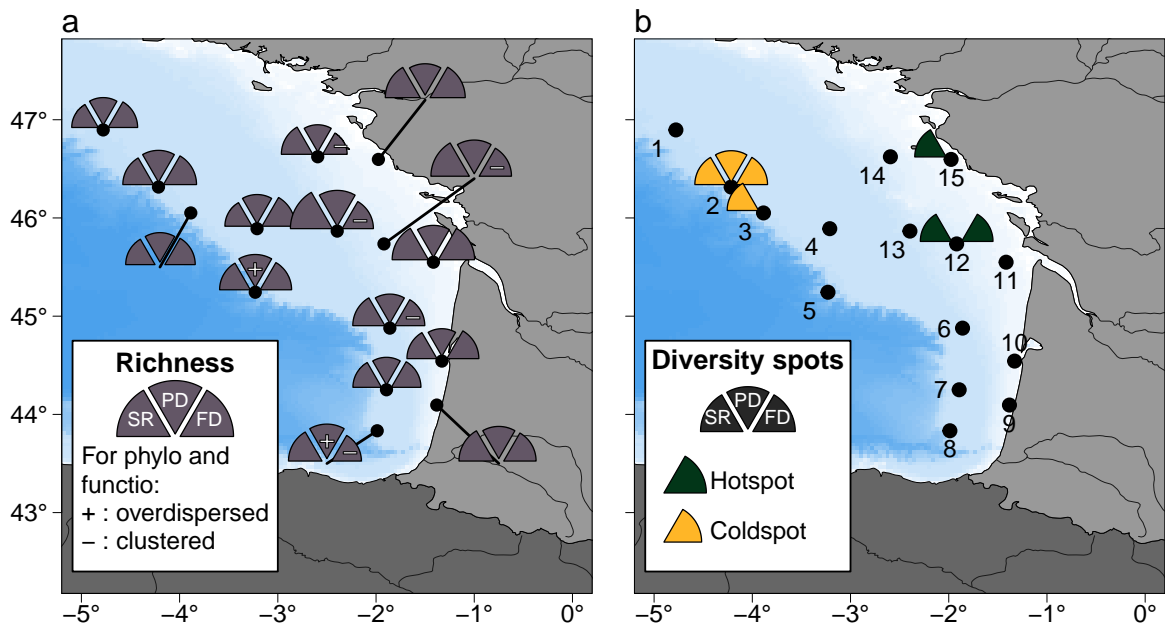 a
b
47°
46°
45°
44°
43°
−5°
−4°
−3°
−2°
−1°
0°
−
−
−
+
−
+
−
Richness
SR
PD
FD
For phylo and
functio:
+ : overdispersed
− : clustered
1
2
3
4
5
6
7
8
9
10
11
12
13
14
15
Diversity spots
SR
PD
FD
Hotspot
Coldspot
−5°
−4°
−3°
−2°
−1°
0°